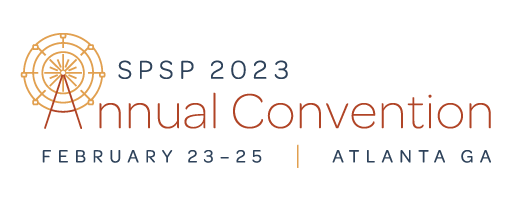 SPSP 2023
Annual Convention
FEBRUARY 23–25 | ATLANTA GA